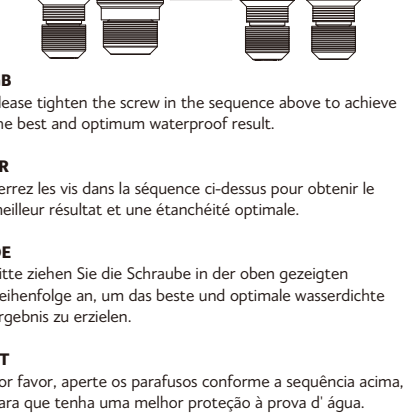 B
lease tighten the screw in the sequence above to achieve
he best and optimum waterproof result.
R
errez les vis dans la séquence ci-dessus pour obtenir le
eilleur résultat et une étanchéité optimale.
DE
itte ziehen Sie die Schraube in der oben gezeigten
eihenfolge an, um das beste und optimale wasserdichte
rgebnis zu erzielen.
T
or favor, aperte os parafusos conforme a sequência acima,
ara que tenha uma melhor proteção à prova d' água.